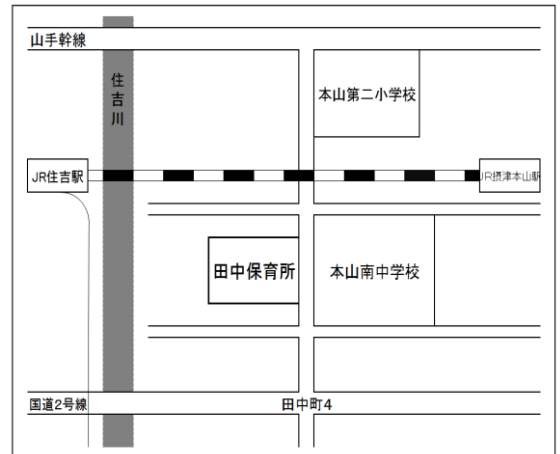 山手幹線
住吉川
本山第二小学校
JR住吉駅
JR摂津本山駅
田中保育所
本山南中学校
国道2号線
田中町4